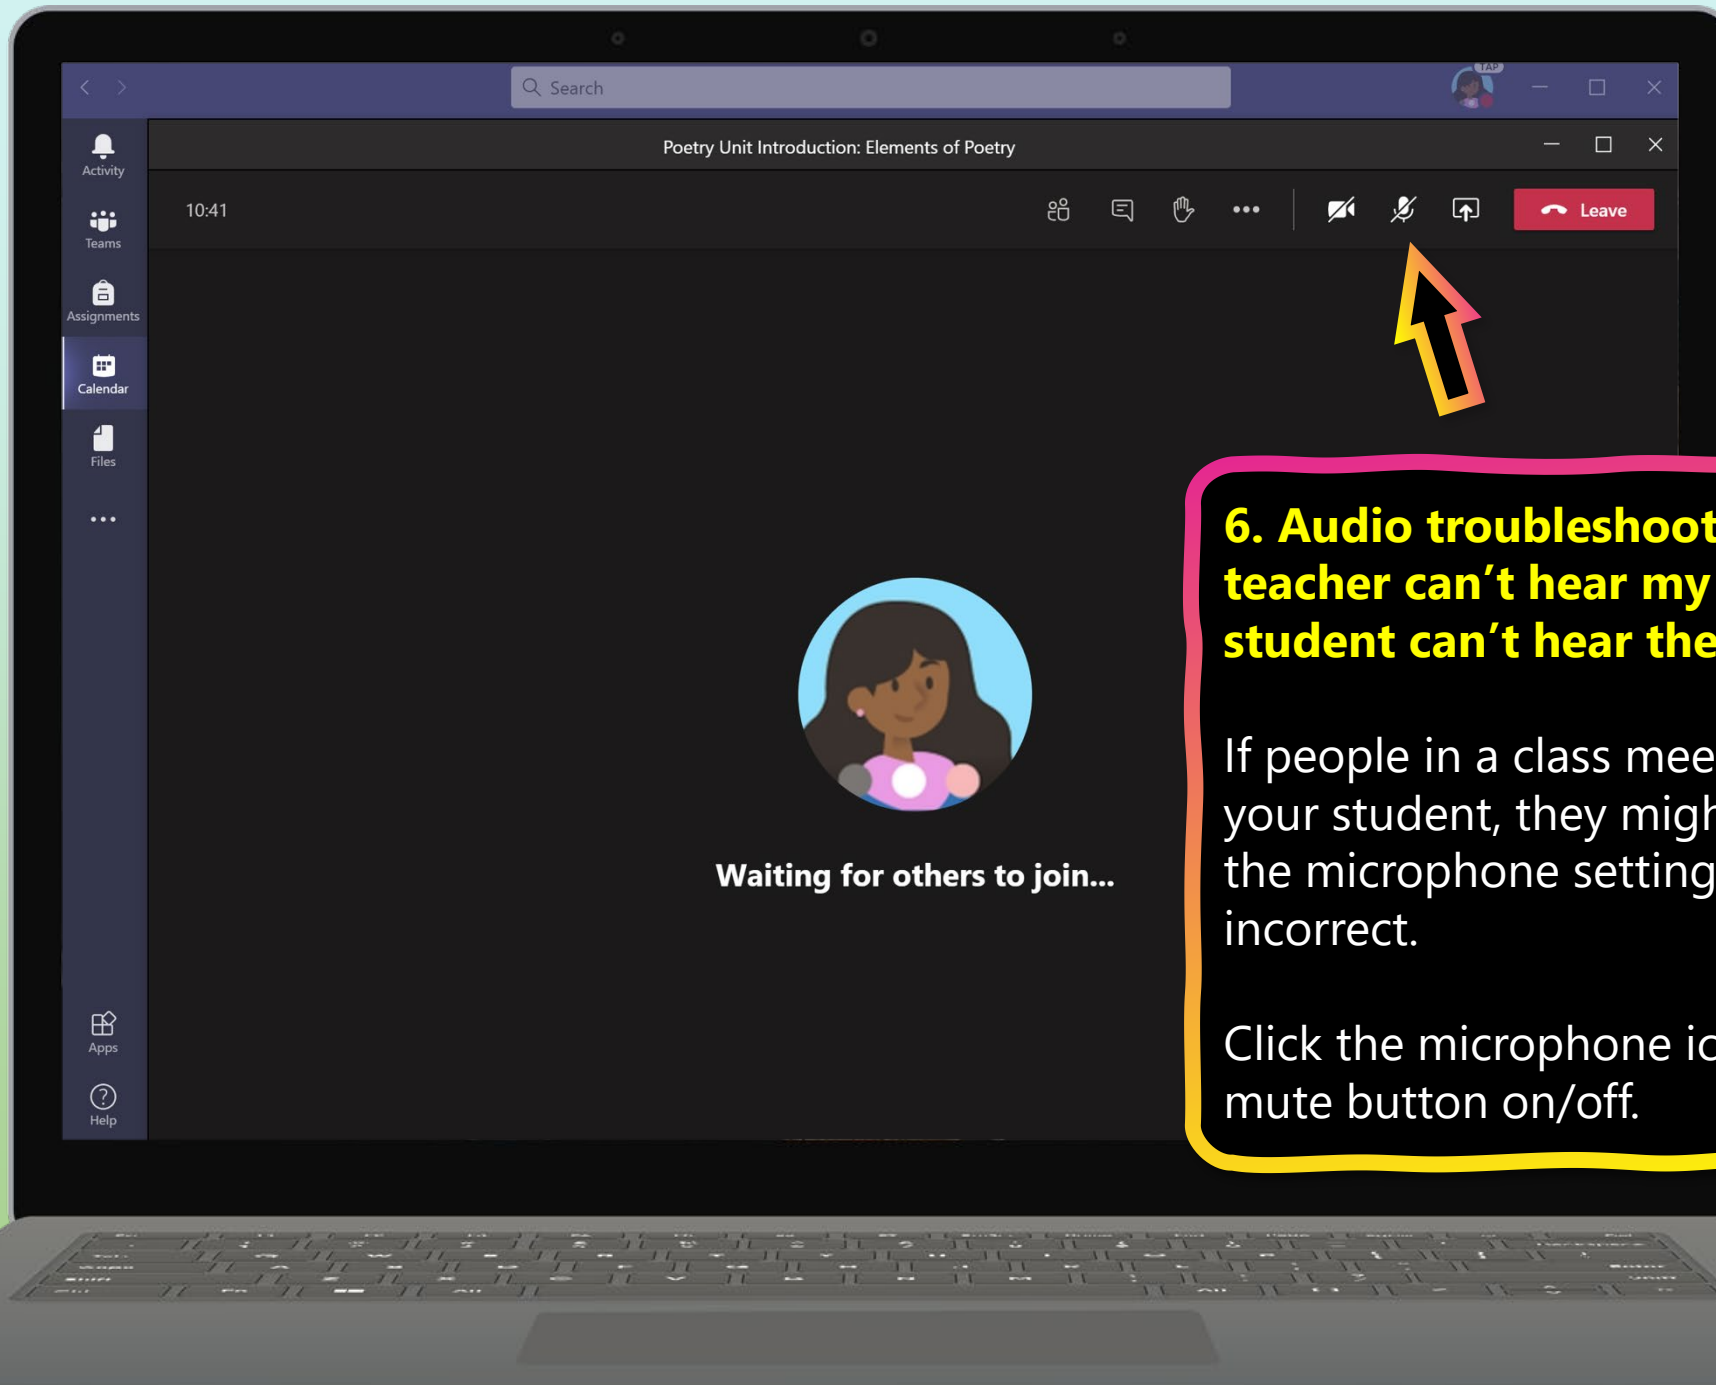 TAP
Search
Activity
Teams
Assignments
Calendar
Files
Apps
Help
Poetry Unit Introduction: Elements of Poetry
10:41
Leave
Waiting for others to join...
6. Audio troubleshoot
teacher can’t hear my
student can’t hear the
If people in a class mee
your student, they migh
the microphone setting
incorrect.
Click the microphone ic
mute button on/off.